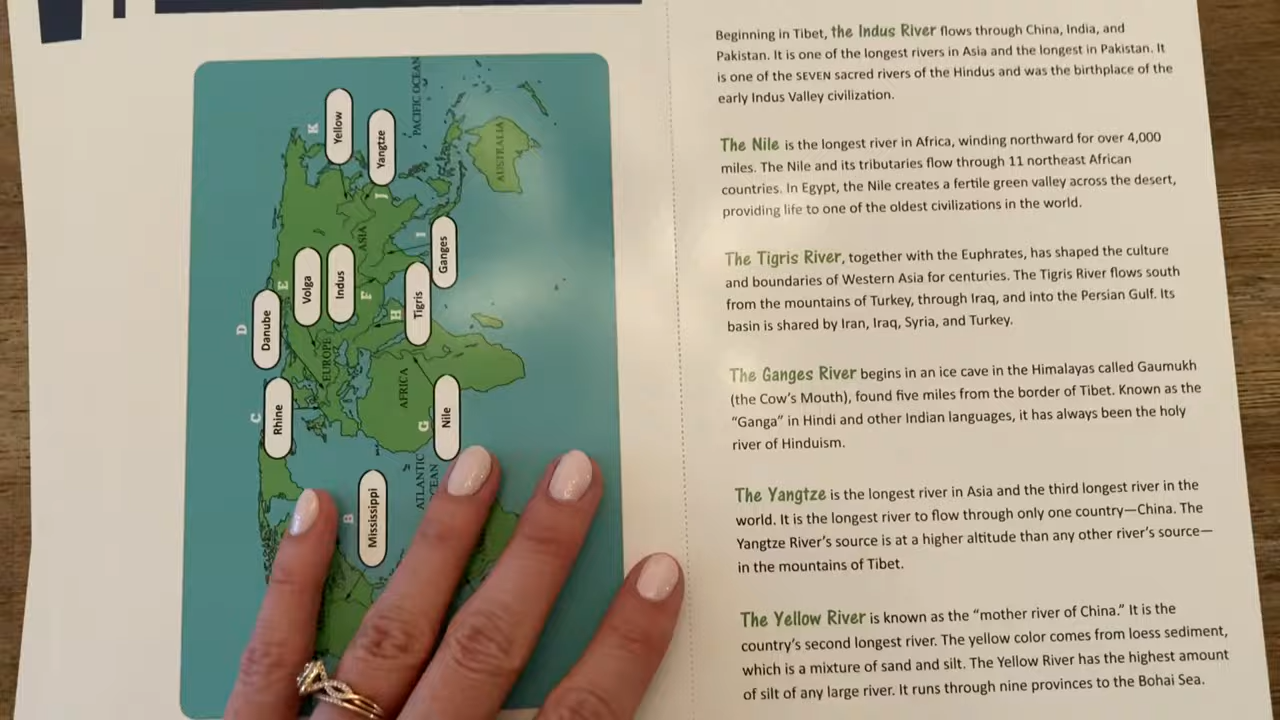 Beginning in Tibet, the Indus River flows through China, India, and
Pakistan. It is one of the longest rivers in Asia and the longest in Pakistan. It
is one of the SEVEN sacred rivers of the Hindus and was the birthplace of the
early Indus Valley civilization.
The Nile is the longest river in Africa, winding northward for over 4,000
miles. The Nile and its tributaries flow through 11 northeast African
countries. In Egypt, the Nile creates a fertile green valley across the desert,
providing life to one of the oldest civilizations in the world.
The Tigris River, together with the Euphrates, has shaped the culture
and boundaries of Western Asia for centuries. The Tigris River flows south
from the mountains of Turkey, through Iraq, and into the Persian Gulf. Its
basin is shared by Iran, Iraq, Syria, and Turkey.
The Ganges River begins in an ice cave in the Himalayas called Gaumukh
(the Cow's Mouth), found five miles from the border of Tibet. Known as the
"Ganga" in Hindi and other Indian languages, it has always been the holy
river of Hinduism.
The Yangtze is the longest river in Asia and the third longest river in the
world. It is the longest river to flow through only one country—China. The
Yangtze River's source is at a higher altitude than any other river's source—
in the mountains of Tibet.
The Yellow River is known as the "mother river of China." It is the
country's second longest river. The yellow color comes from loess sediment,
which is a mixture of sand and silt. The Yellow River has the highest amount
of silt of any large river. It runs through nine provinces to the Bohai Sea.
B
Mississippi
C
Rhine
D
Danube
E
Volga
Indus
F
G
Nile
H
Tigris
I
Ganges
J
Yangtze
K
Yellow
EUROPE
ASIA
AFRICA
AUSTRALIA
PACIFIC OCEAN
ATLANTIC
OCEAN